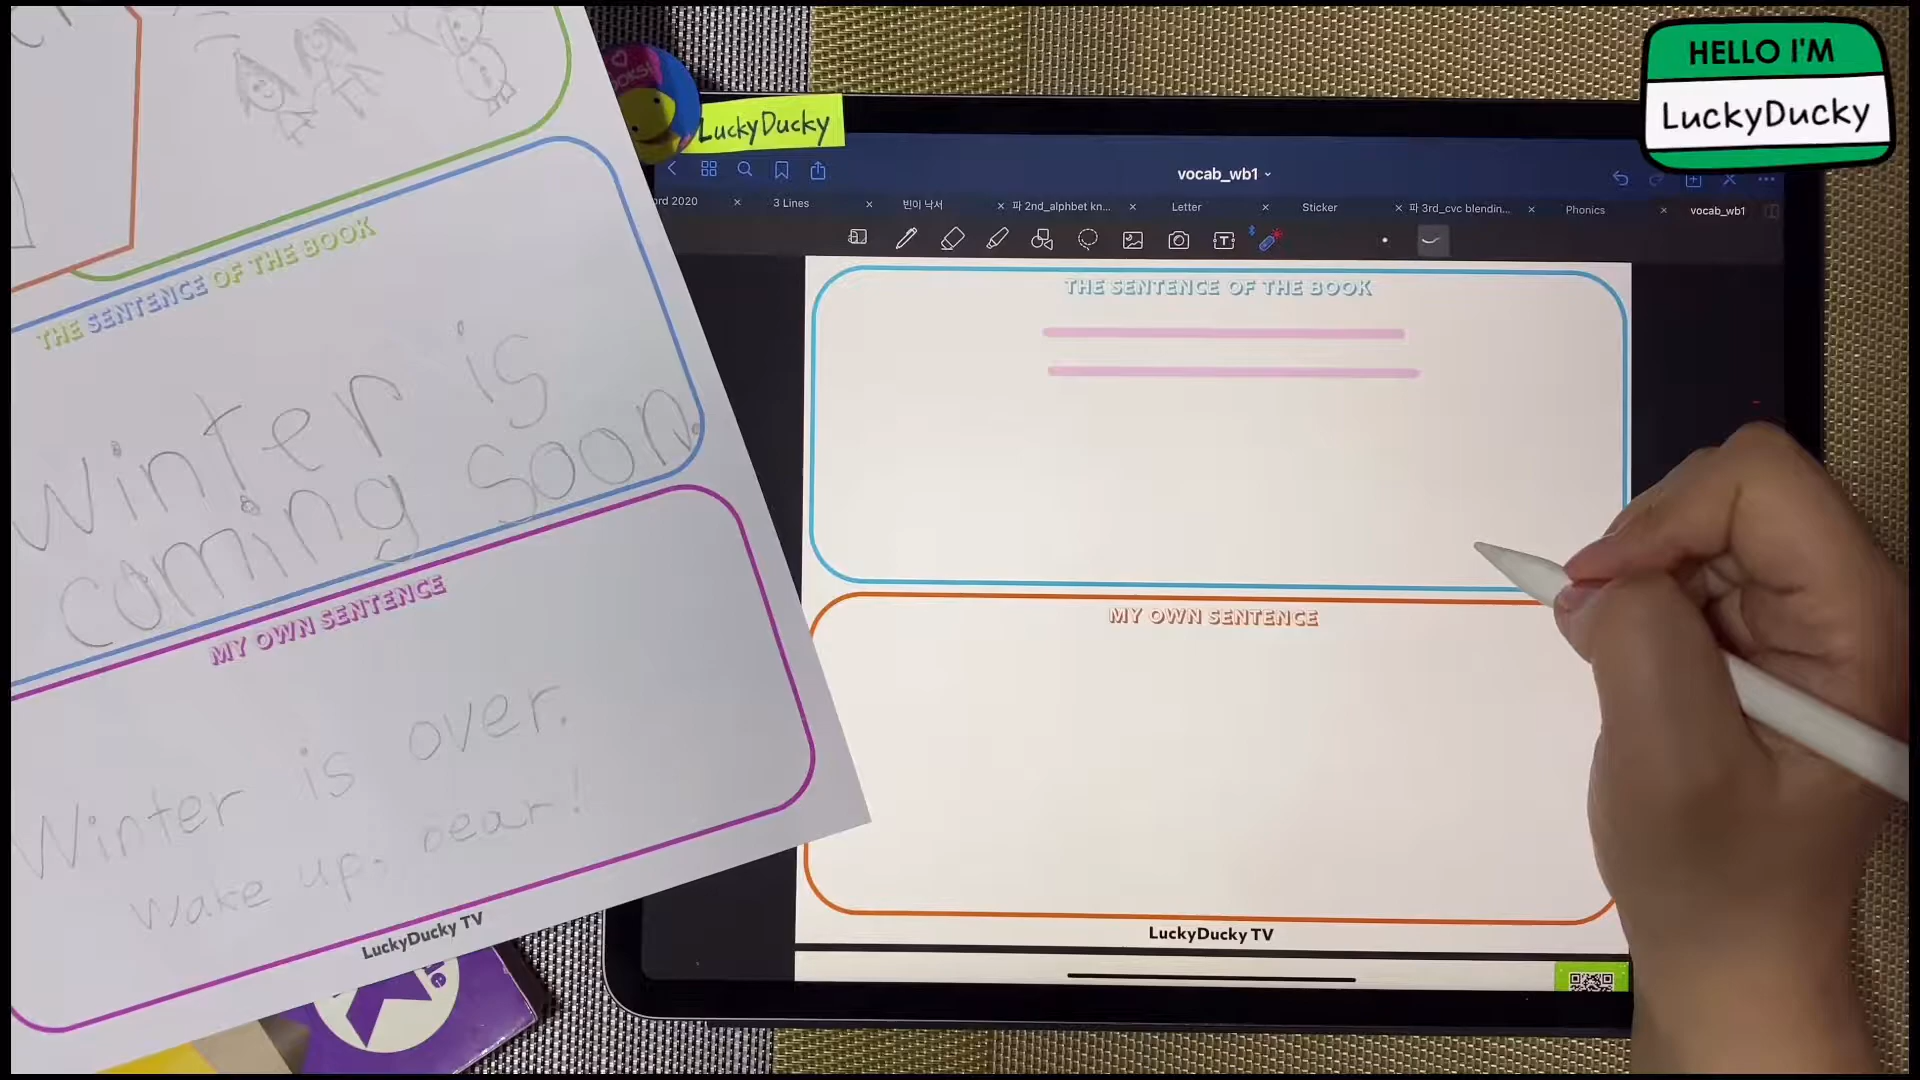 HELLO I'M
LuckyDucky
LuckyDucky
vocab_wb1
ord 2020
3 Lines
빈이 낙서
파 2nd_alphbet kn...
Letter
Sticker
파 3rd_cvc blendin...
Phonics
vocab_wb1
THE SENTENCE OF THE BOOK
MY OWN SENTENCE
LuckyDucky TV
THE SENTENCE OF THE BOOK
Winter is
coming soon.
MY OWN SENTENCE
Winter is over.
Wake up, bear!
LuckyDucky TV